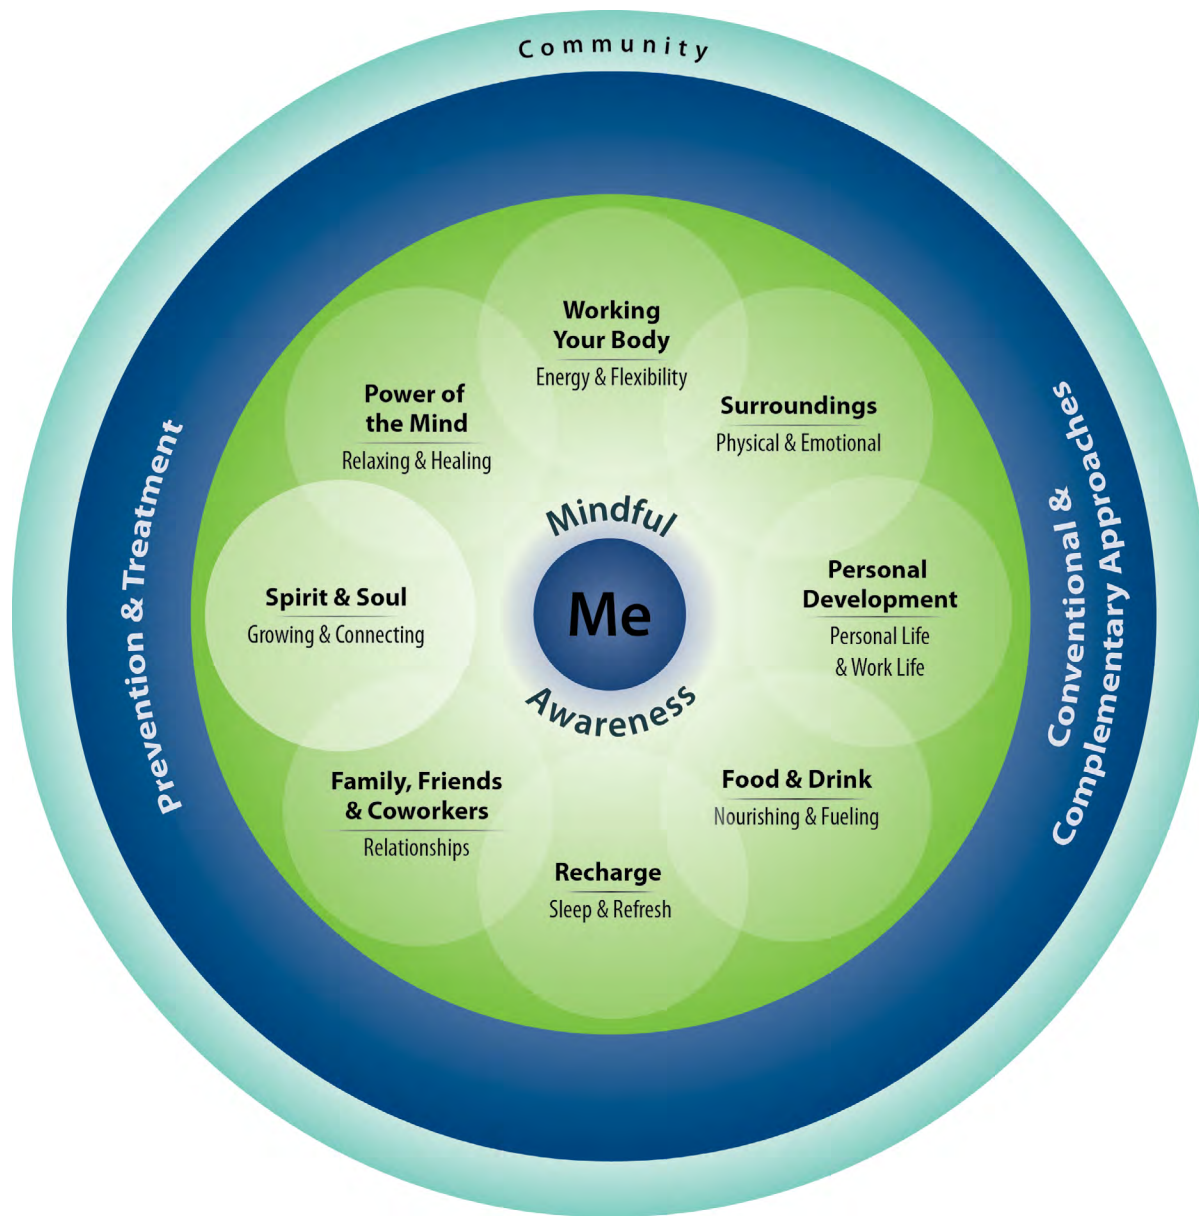 Community
Working
Your Body
Energy & Flexibility
Surroundings
Physical & Emotional
Personal
Development
Personal Life
& Work Life
Food & Drink
Nourishing & Fueling
Recharge
Sleep & Refresh
Family, Friends
& Coworkers
Relationships
Spirit & Soul
Growing & Connecting
Power of
the Mind
Relaxing & Healing
Mindful
Me
Awareness
Prevention & Treatment
Conventional &
Complementary Approaches